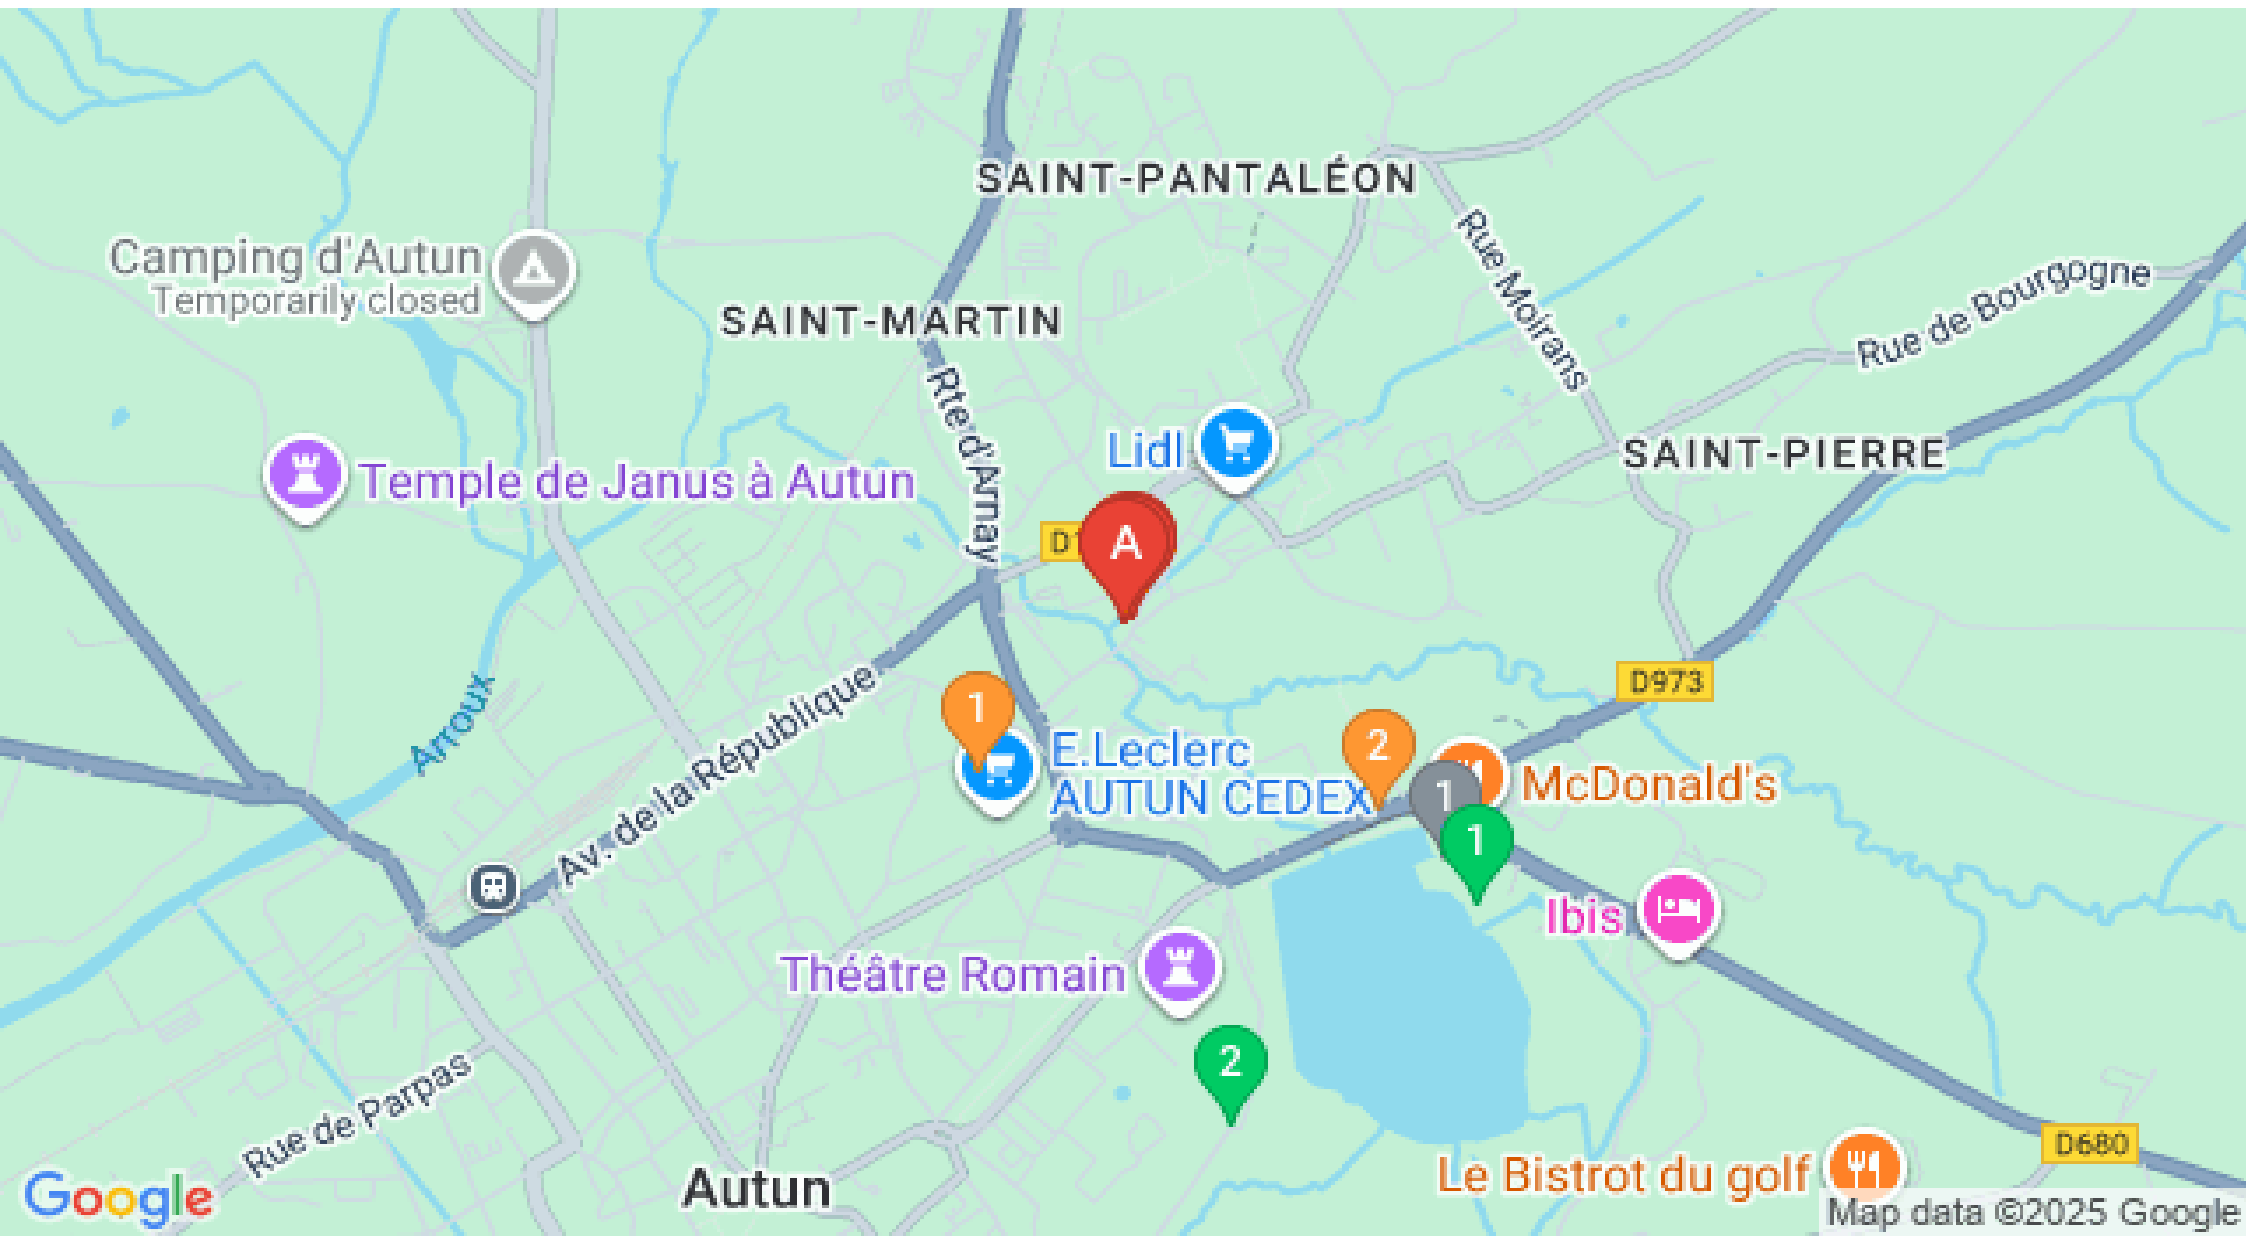 SAINT-PANTALÉON
Camping d'Autun
Temporarily closed
SAINT-MARTIN
Rue Moirans
Rue de Bourgogne
Rte d'Arnay
Lidl
SAINT-PIERRE
Temple de Janus à Autun
A
D973
Arroux
Av. de la République
1
E.Leclerc
AUTUN CEDEX
2
McDonald's
1
1
Ibis
Théâtre Romain
2
Rue de Parpas
D680
Autun
Le Bistrot du golf
Google
Map data ©2025 Google